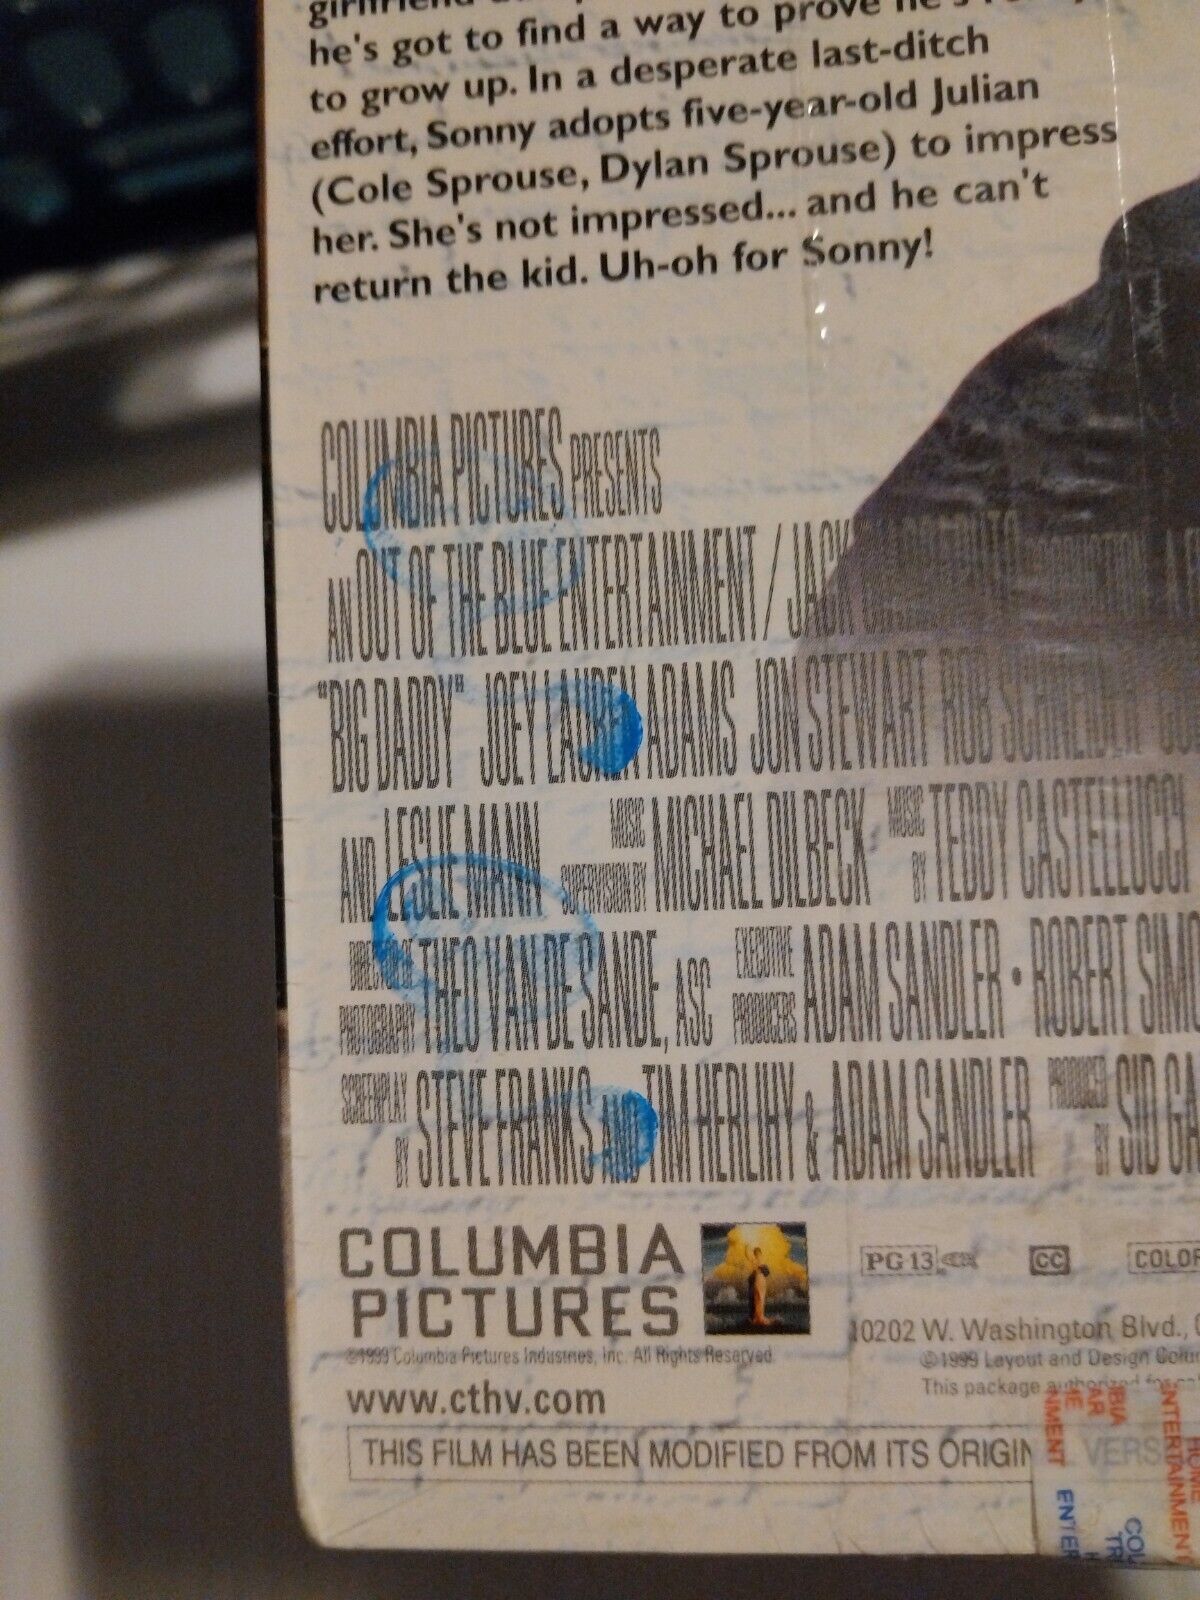 he's got to find a way to prove he's
to grow up. In a desperate last-ditch
effort, Sonny adopts five-year-old Julian
(Cole Sprouse, Dylan Sprouse) to impress
her. She's not impressed... and he can't
return the kid. Uh-oh for Sonny!
COLUMBIA PICTURES PRESENTS
AN OUT OF THE BLUE ENTERTAINMENT / JACK
"BIG DADDY" JOEY LAUREN ADAMS JON STEWART ROB SCHNEIDER
AND LESLIE MANN MUSIC SUPERVISION BY MICHAEL DILBECK MUSIC BY TEDDY CASTELLUCCI
DIRECTOR OF PHOTOGRAPHY THEO VAN DE SANDE, ASC EXECUTIVE PRODUCERS ADAM SANDLER • ROBERT SIMO
SCREENPLAY BY STEVE FRANKS AND TIM HERLIHY & ADAM SANDLER PRODUCED BY SID GA
COLUMBIA
PICTURES
PG-13 CC COLOR
10202 W. Washington Blvd.,
©1999 Columbia Pictures Industries, Inc. All Rights Reserved.
©1999 Layout and Design Colu
This package authorized for
www.cthv.com
THIS FILM HAS BEEN MODIFIED FROM ITS ORIGIN VERS
ENTERTAINMENT
HOME